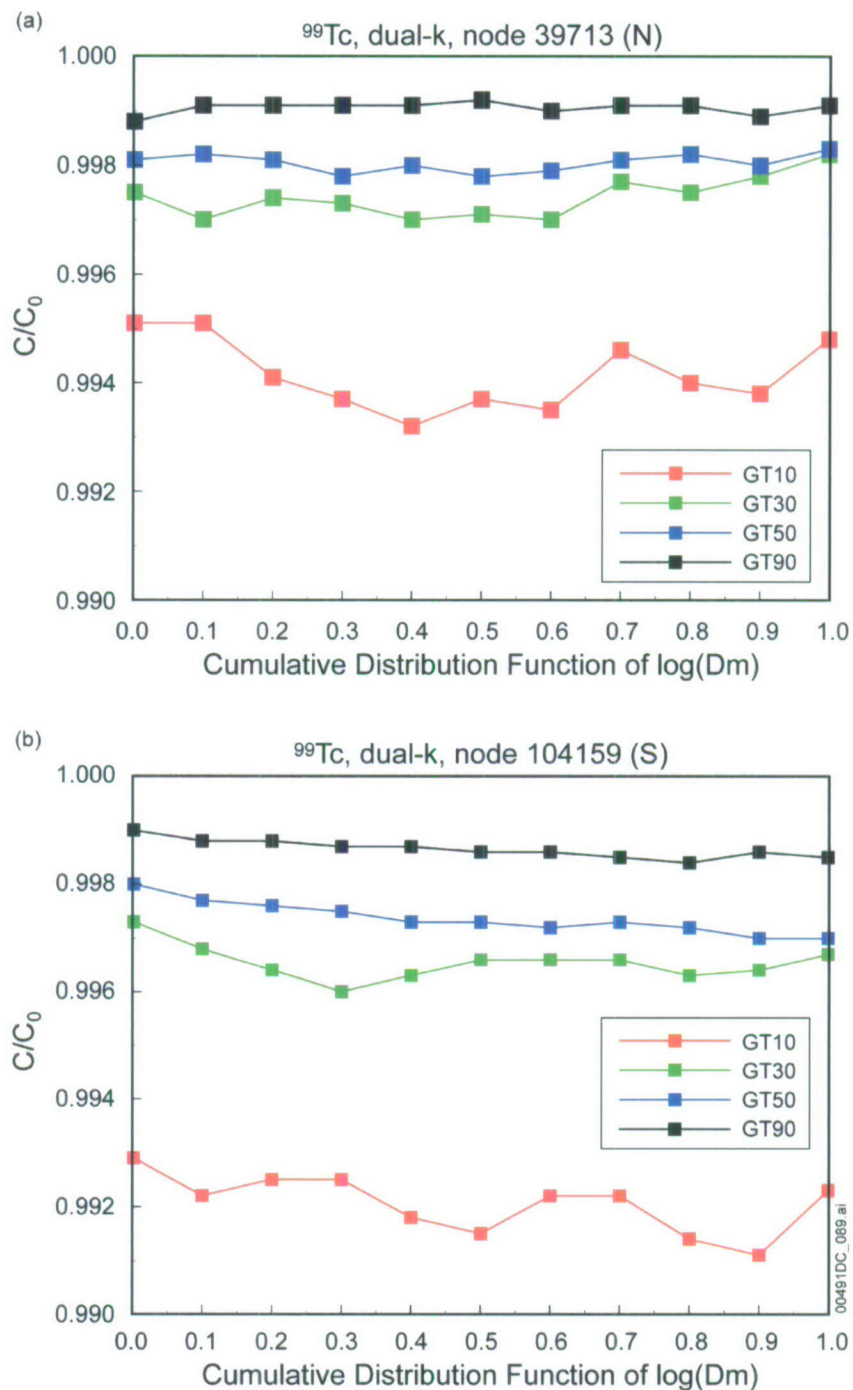 (a)
⁹⁹Tc, dual-k, node 39713 (N)
1.000
0.998
0.996
0.994
0.992
0.990
C/C₀
GT10
GT30
GT50
GT90
0.0 0.1 0.2 0.3 0.4 0.5 0.6 0.7 0.8 0.9 1.0
Cumulative Distribution Function of log(Dm)
(b)
⁹⁹Tc, dual-k, node 104159 (S)
1.000
0.998
0.996
0.994
0.992
0.990
C/C₀
GT10
GT30
GT50
GT90
0.0 0.1 0.2 0.3 0.4 0.5 0.6 0.7 0.8 0.9 1.0
Cumulative Distribution Function of log(Dm)
00491DC_089.ai